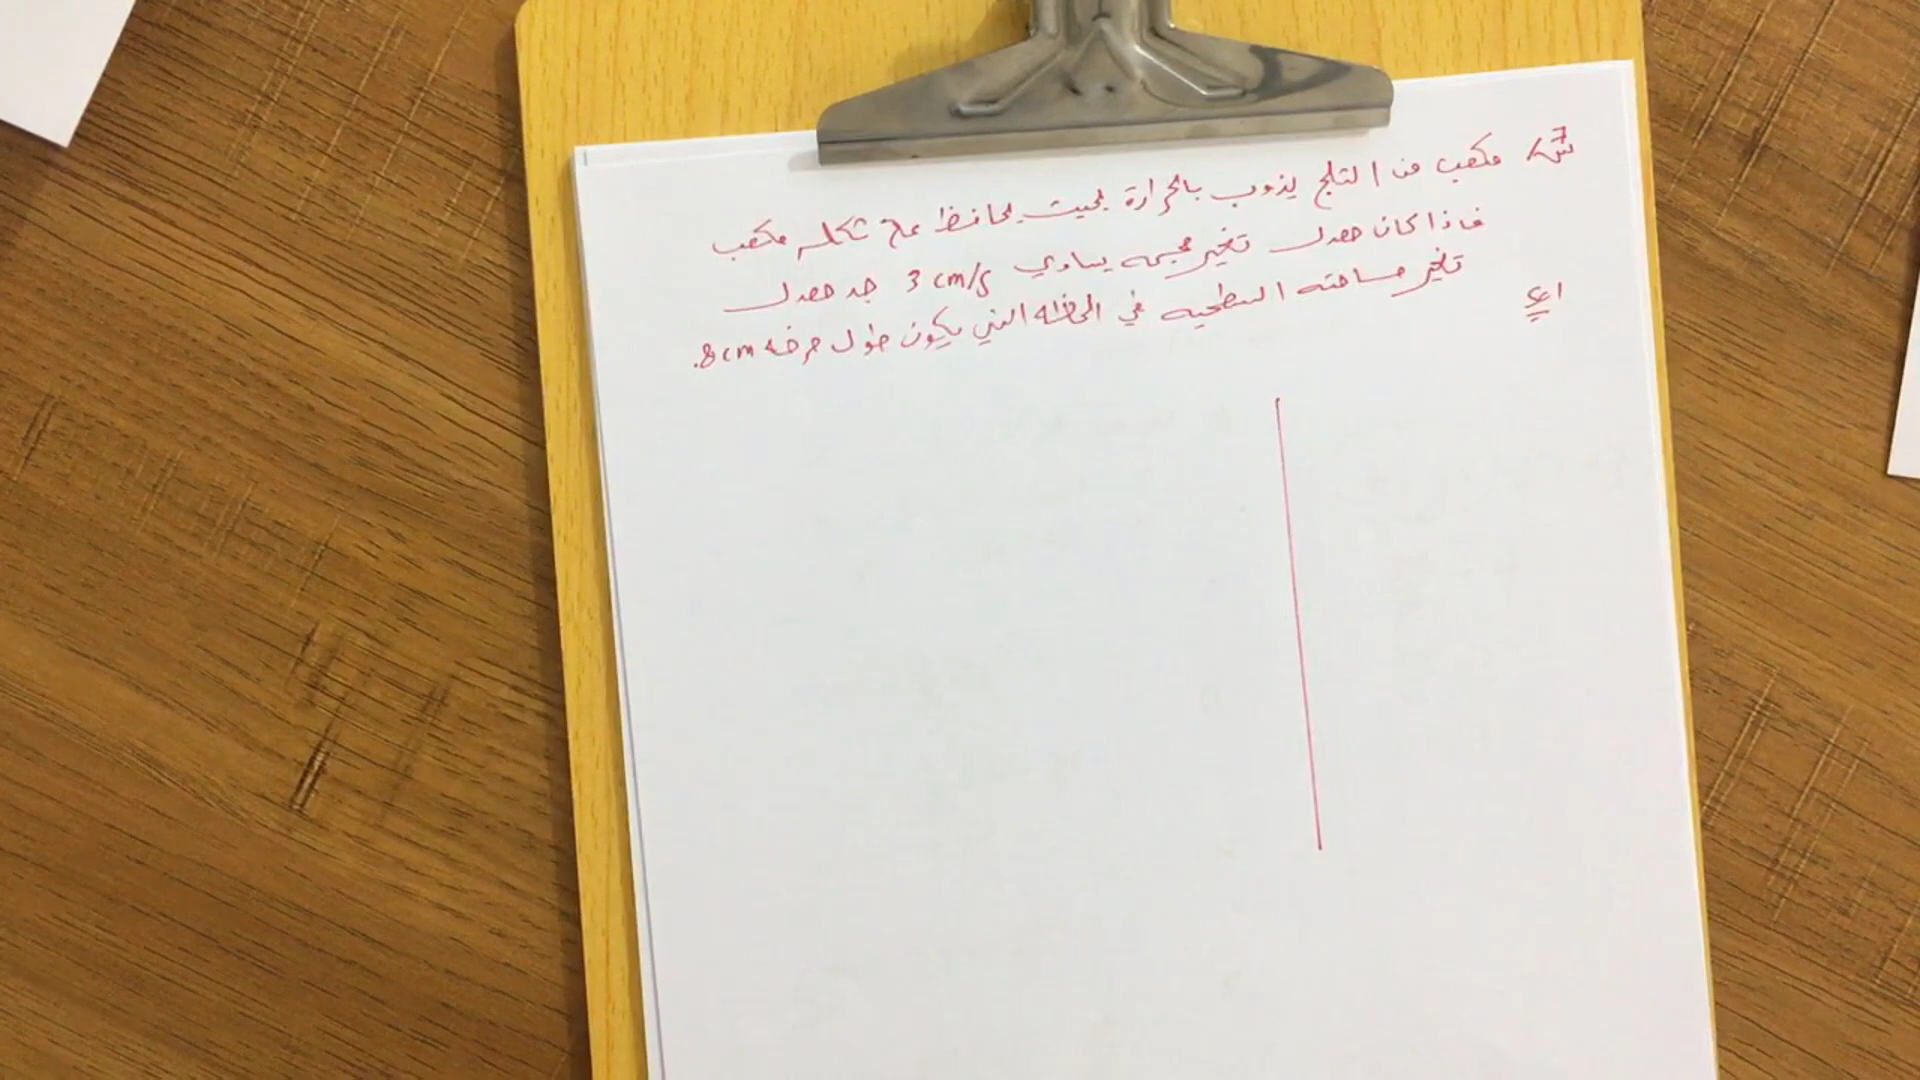 س7/ مكعب من الثلج يذوب بالحرارة بحيث يحافظ على شكله مكعب
فاذا كان معدل تغير حجمه يساوي 3 cm/s جد معدل
تغير مساحته السطحية في اللحظة التي يكون طول حرفه 8cm.